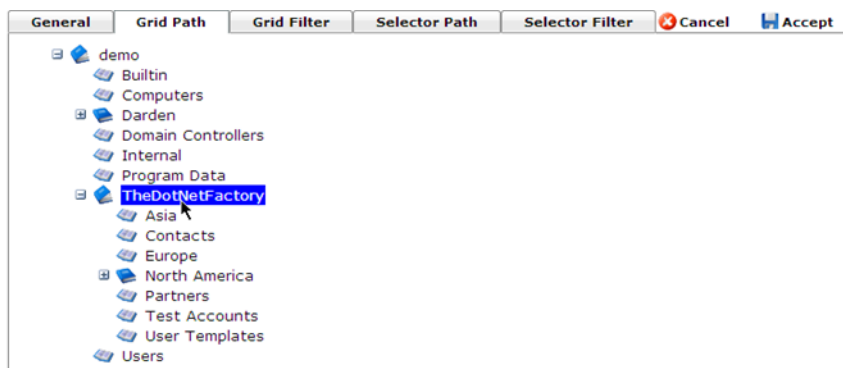 General Grid Path Grid Filter Selector Path Selector Filter Cancel Accept
demo
Builtin
Computers
Darden
Domain Controllers
Internal
Program Data
TheDotNetFactory
Asia
Contacts
Europe
North America
Partners
Test Accounts
User Templates
Users